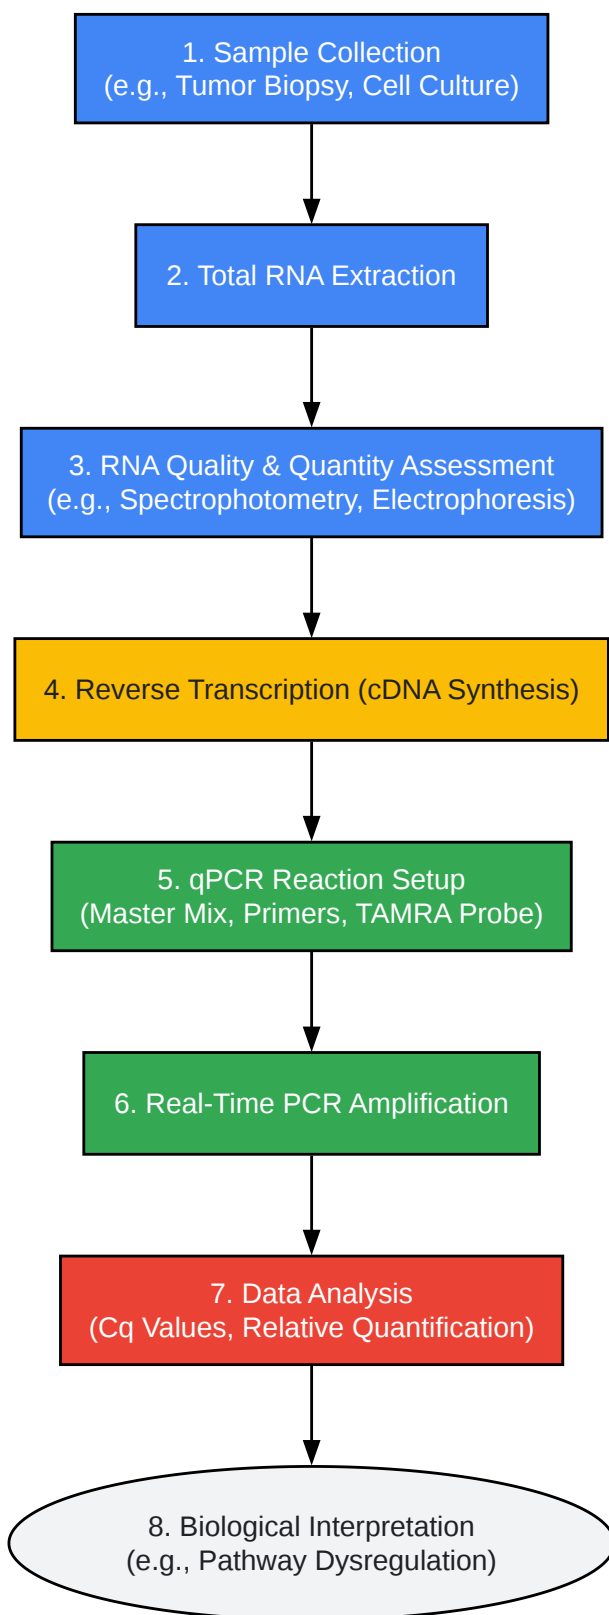 1. Sample Collection
(e.g., Tumor Biopsy, Cell Culture)
2. Total RNA Extraction
3. RNA Quality & Quantity Assessment
(e.g., Spectrophotometry, Electrophoresis)
4. Reverse Transcription (cDNA Synthesis)
5. qPCR Reaction Setup
(Master Mix, Primers, TAMRA Probe)
6. Real-Time PCR Amplification
7. Data Analysis
(Cq Values, Relative Quantification)
8. Biological Interpretation
(e.g., Pathway Dysregulation)